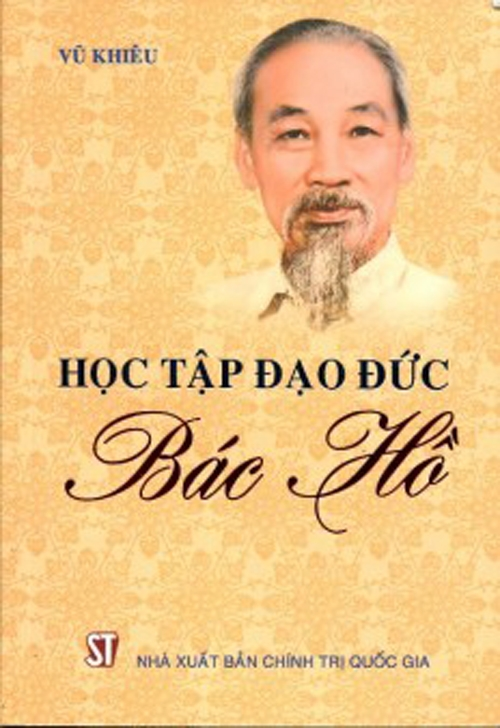 VŨ KHIÊU
HỌC TẬP ĐẠO ĐỨC
Bác Hồ
ST
NHÀ XUẤT BẢN CHÍNH TRỊ QUỐC GIA